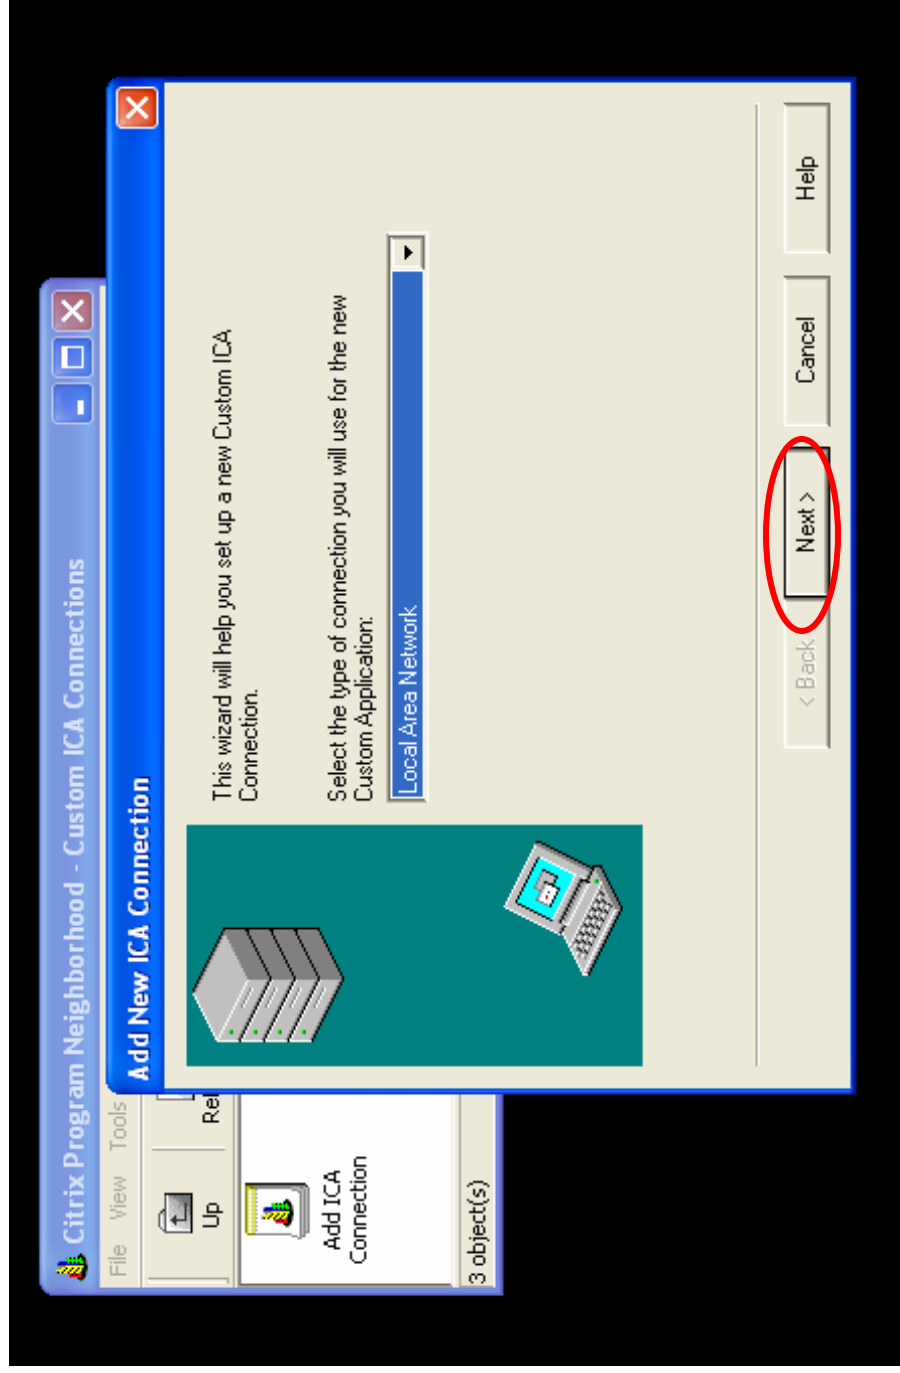 Citrix Program Neighborhood - Custom ICA Connections
File View Tools
Up
Add ICA
Connection
3 object(s)
Add New ICA Connection
This wizard will help you set up a new Custom ICA
Connection.
Select the type of connection you will use for the new
Custom Application:
Local Area Network
< Back
Next >
Cancel
Help